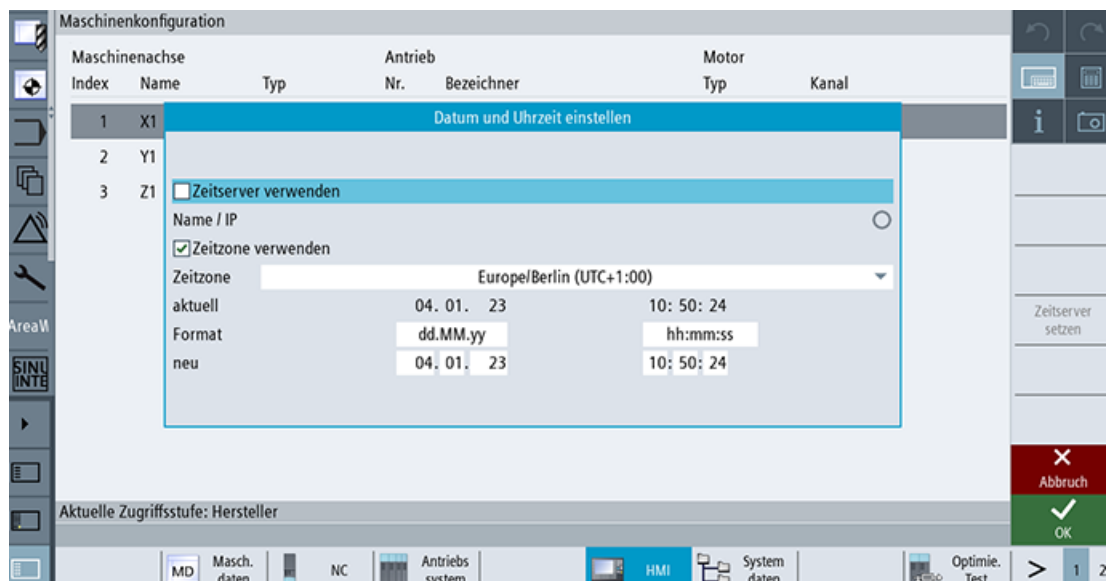 Maschinenkonfiguration
Maschinenachse Antrieb Motor
Index Name Typ Nr. Bezeichner Typ Kanal
1 X1
Datum und Uhrzeit einstellen
2 Y1
3 Z1
Zeitserver verwenden
Name / IP
Zeitzone verwenden
Zeitzone Europe/Berlin (UTC+1:00)
aktuell 04. 01. 23 10: 50: 24
Format dd.MM.yy hh:mm:ss
neu 04. 01. 23 10: 50: 24
AreaW
SINU
INTE
Zeitserver
setzen
Abbruch
OK
Aktuelle Zugriffsstufe: Hersteller
MD Masch.
daten
NC
Antriebs
system
HMI
System
daten
Optimie.
Test
> 1 2